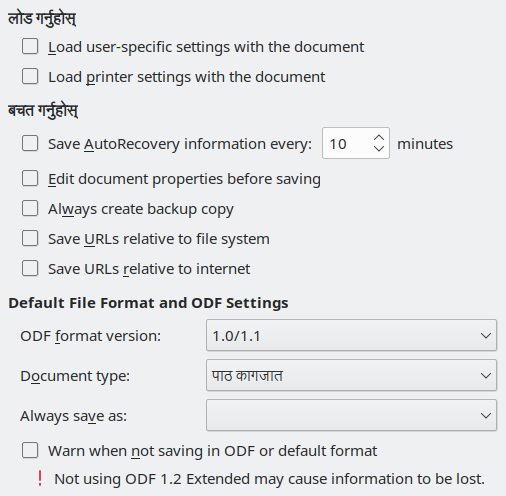 लोड गर्नुहोस्
Load user-specific settings with the document
Load printer settings with the document
बचत गर्नुहोस्
Save AutoRecovery information every: 10 minutes
Edit document properties before saving
Always create backup copy
Save URLs relative to file system
Save URLs relative to internet
Default File Format and ODF Settings
ODF format version: 1.0/1.1
Document type: पाठ कागजात
Always save as:
Warn when not saving in ODF or default format
! Not using ODF 1.2 Extended may cause information to be lost.